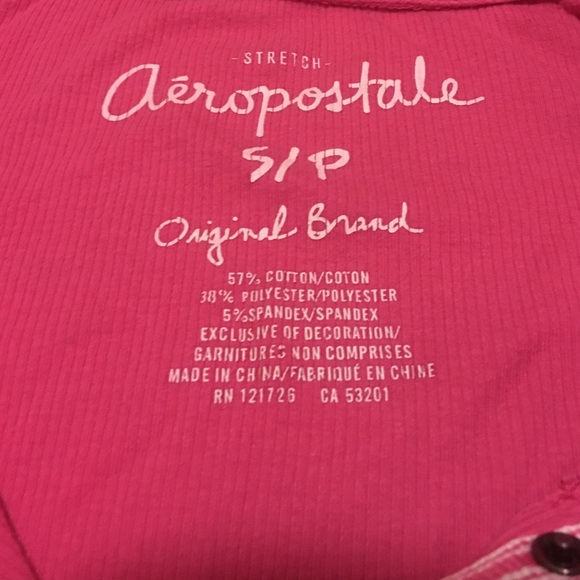 - STRETCH -
Aéropostale
S/P
Original Brand
57% COTTON/COTON
38% POLYESTER/POLYESTER
5%SPANDEX/SPANDEX
EXCLUSIVE OF DECORATION/
GARNITURES NON COMPRISES
MADE IN CHINA/FABRIQUÉ EN CHINE
RN 121726 CA 53201